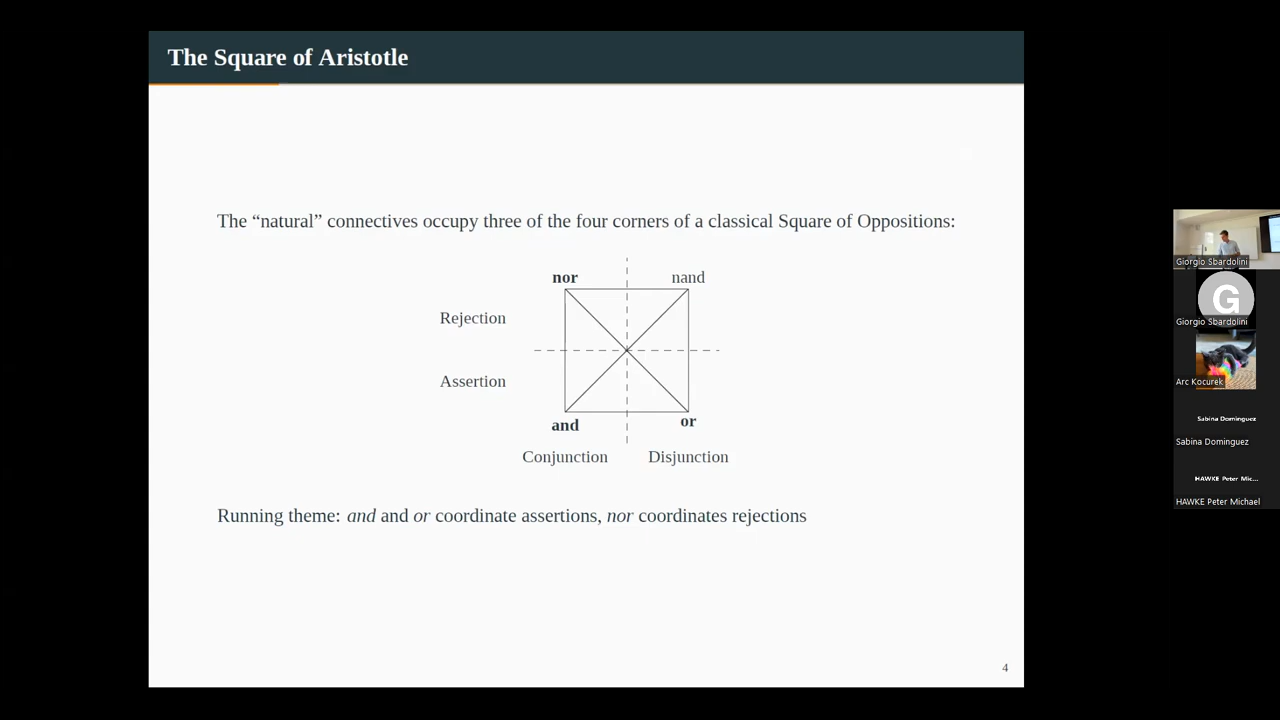 The Square of Aristotle
The “natural” connectives occupy three of the four corners of a classical Square of Oppositions:
nor nand
Rejection
Assertion
and or
Conjunction Disjunction
Running theme: and and or coordinate assertions, nor coordinates rejections
4
Giorgio Sbardolini
G
Giorgio Sbardolini
Arc Kocurek
Sabina Dominguez
Sabina Dominguez
HAWKE Peter Mic...
HAWKE Peter Michael